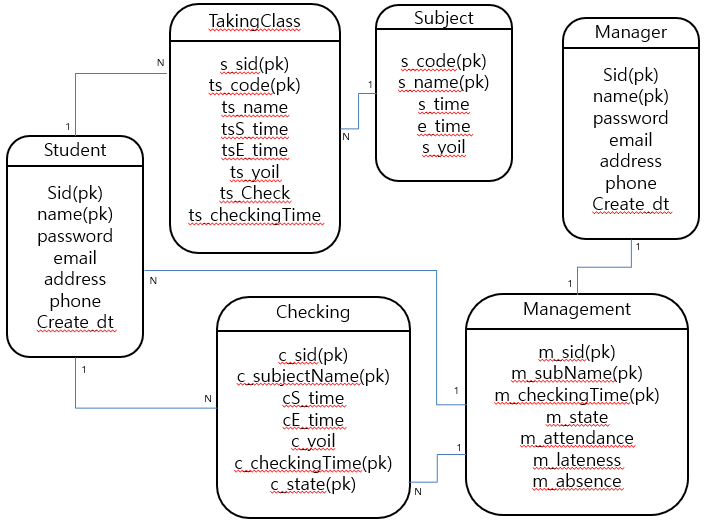 TakingClass
s_sid(pk)
ts_code(pk)
ts_name
tsS_time
tsE_time
ts_yoil
ts_Check
ts_checkingTime
Subject
s_code(pk)
s_name(pk)
s_time
e_time
s_yoil
Manager
Sid(pk)
name(pk)
password
email
address
phone
Create_dt
N
1
1
N
Student
Sid(pk)
name(pk)
password
email
address
phone
Create_dt
1
1
N
Checking
c_sid(pk)
c_subjectName(pk)
cS_time
cE_time
c_yoil
c_checkingTime(pk)
c_state(pk)
Management
m_sid(pk)
m_subName(pk)
m_checkingTime(pk)
m_state
m_attendance
m_lateness
m_absence
1
N
1
1
N